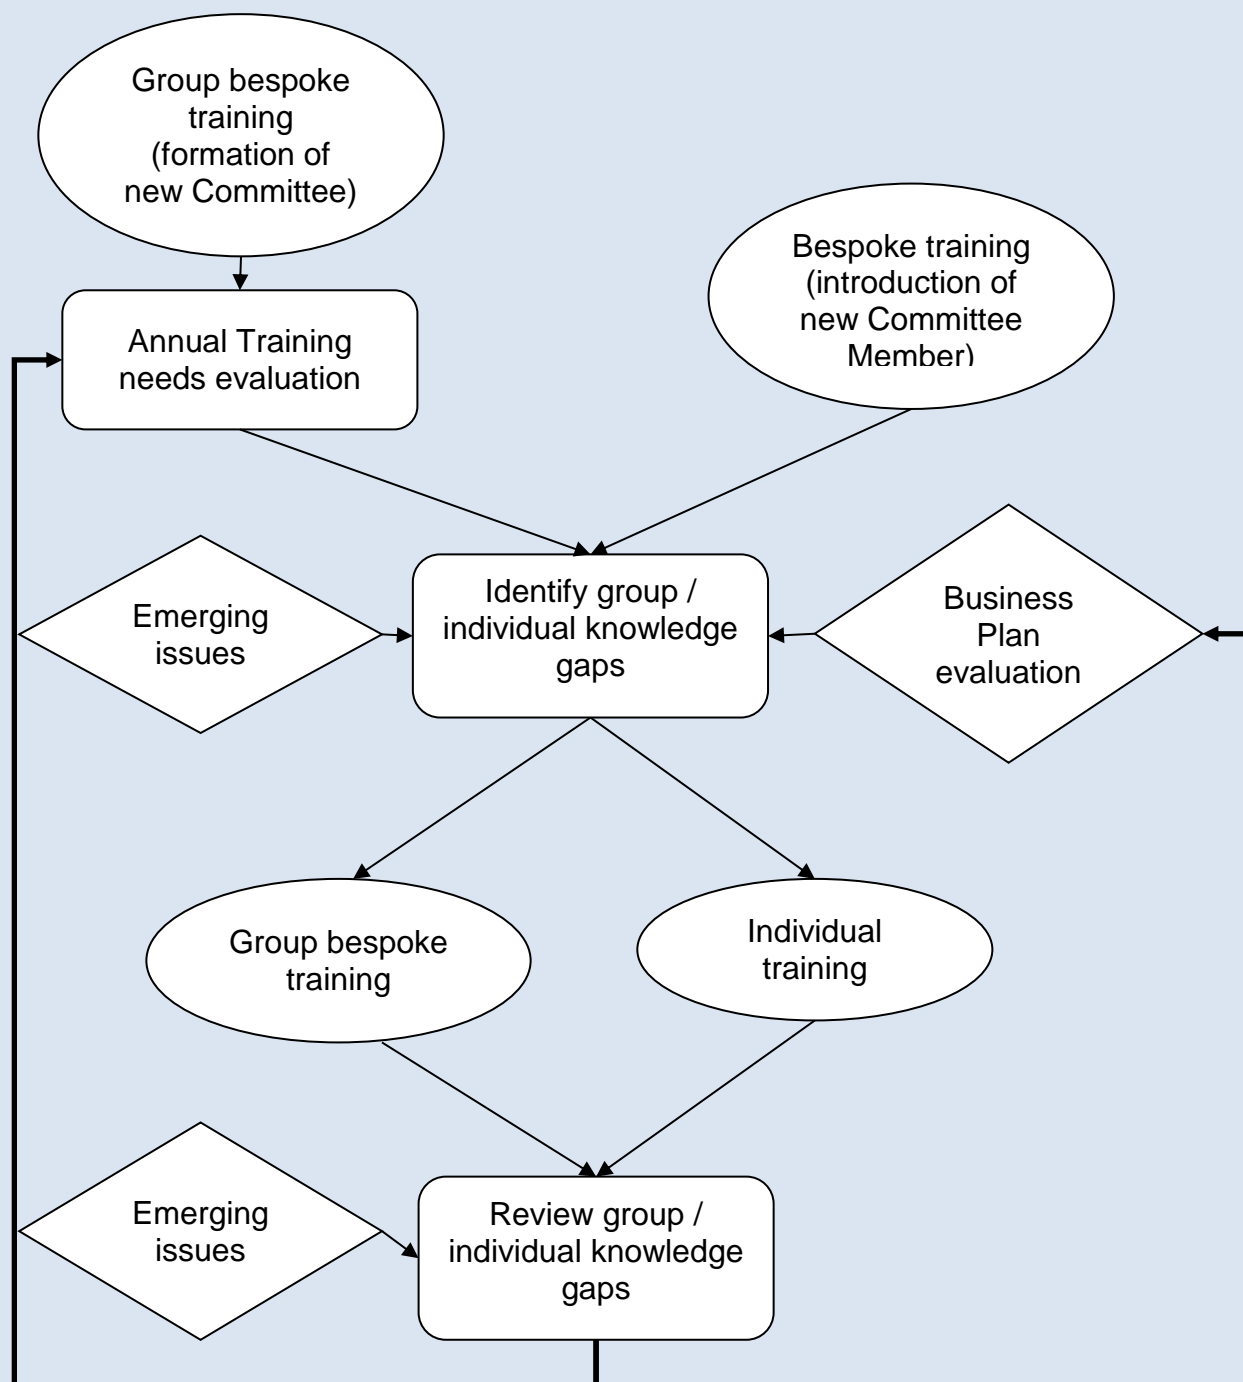 Group bespoke
training
(formation of
new Committee)
Bespoke training
(introduction of
new Committee
Member)
Annual Training
needs evaluation
Emerging
issues
Identify group /
individual knowledge
gaps
Business
Plan
evaluation
Group bespoke
training
Individual
training
Emerging
issues
Review group /
individual knowledge
gaps